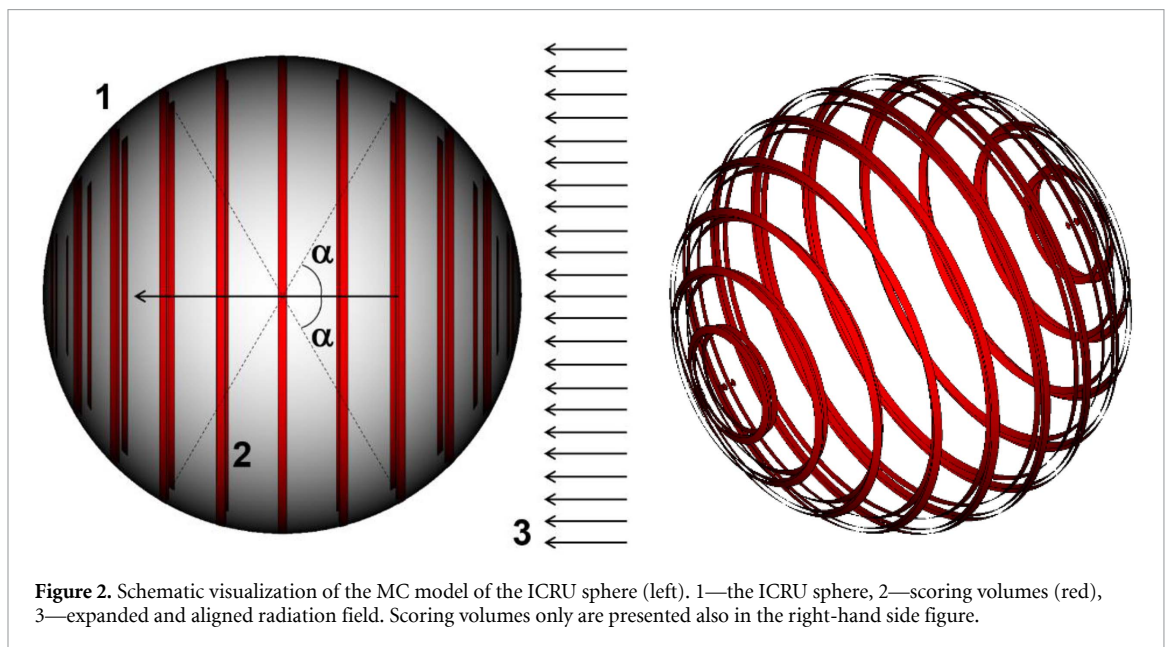 1
α
α
2
3
Figure 2. Schematic visualization of the MC model of the ICRU sphere (left). 1—the ICRU sphere, 2—scoring volumes (red),
3—expanded and aligned radiation field. Scoring volumes only are presented also in the right-hand side figure.